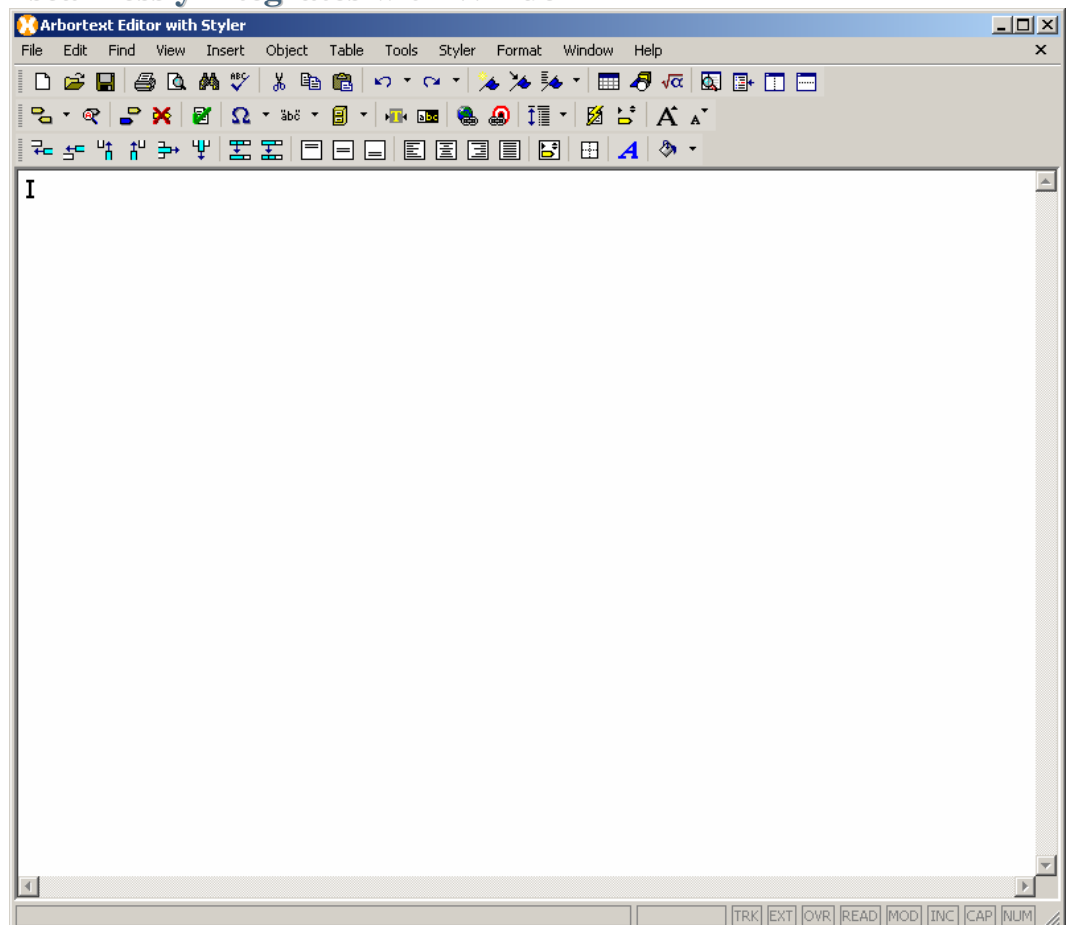 Arbortext Editor with Styler
File Edit Find View Insert Object Table Tools Styler Format Window Help
TRK EXT OVR READ MOD INC CAP NUM